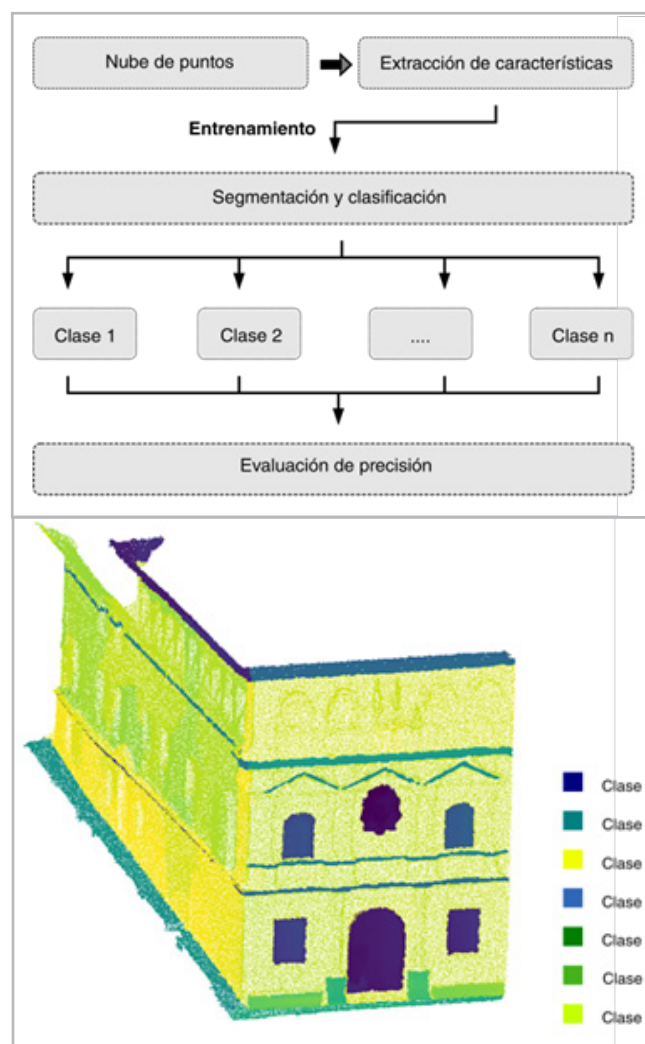 Nube de puntos
Extracción de características
Entrenamiento
Segmentación y clasificación
Clase 1
Clase 2
....
Clase n
Evaluación de precisión
Clase
Clase
Clase
Clase
Clase
Clase
Clase